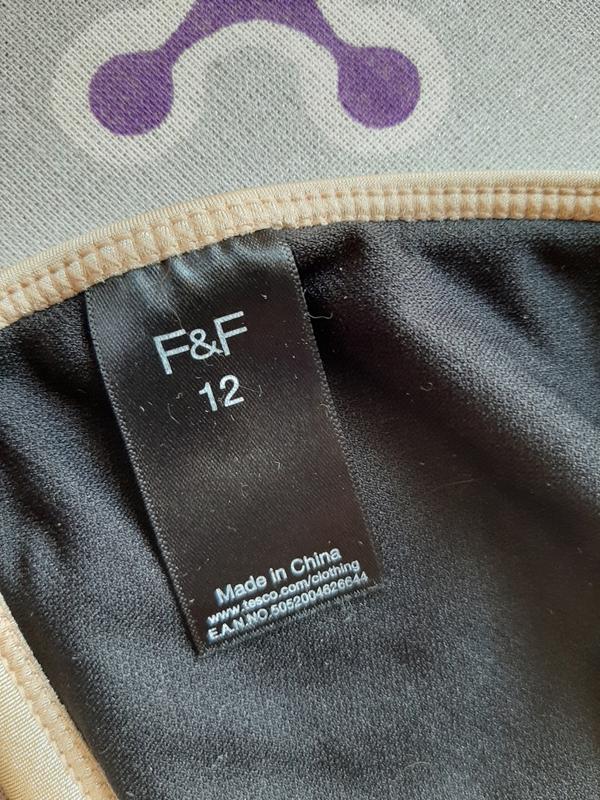 F&F
12
Made in China
www.tesco.com/clothing
E.A.N.NO.5052004626644